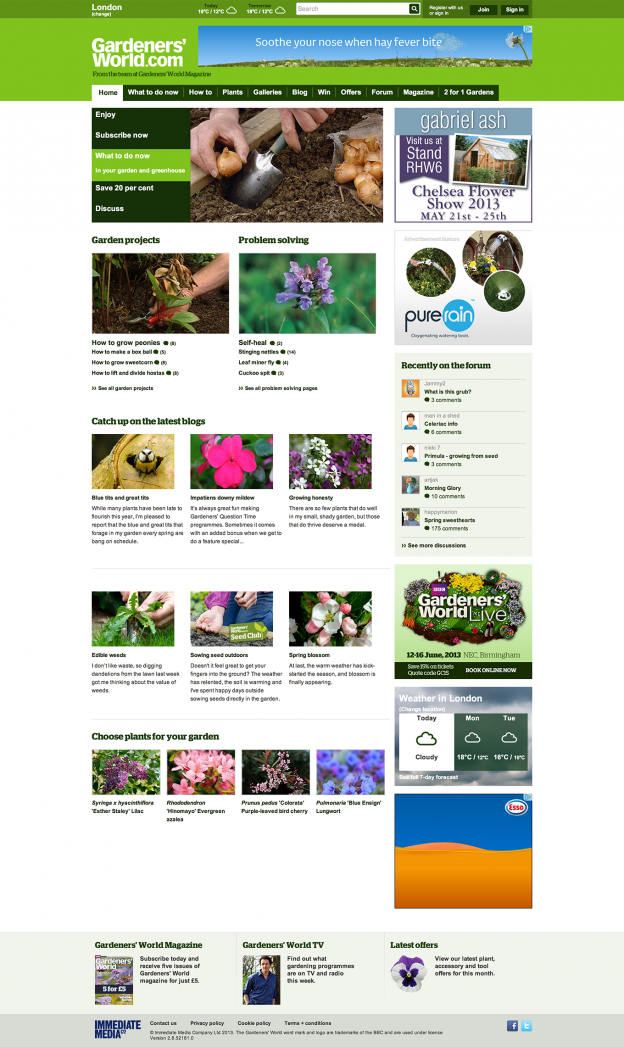 London
(change)
Today
18°C / 12°C
Tomorrow
18°C / 12°C
Search
Register with us
or sign in
Join
Sign in
Gardeners'
World.com
From the team at Gardeners' World Magazine
Soothe your nose when hay fever bites
Home
What to do now
How to
Plants
Galleries
Blog
Win
Offers
Forum
Magazine
2 for 1 Gardens
Enjoy
Subscribe now
What to do now
in your garden and greenhouse
Save 20 per cent
Discuss
gabriel ash
Visit us at
Stand
RHW6
Chelsea Flower
Show 2013
MAY 21st - 25th
Garden projects
How to grow peonies (6)
How to make a box ball (5)
How to grow sweetcorn (9)
How to lift and divide hostas (8)
>> See all garden projects
Problem solving
Self-heal (2)
Stinging nettles (14)
Leaf miner fly (4)
Cuckoo spit (3)
>> See all problem solving pages
Advertisement feature
purerain
Oxygenating watering tools
Recently on the forum
Jammy2
What is this grub?
3 comments
man in a shed
Celeriac info
6 comments
nikki 7
Primula - growing from seed
3 comments
artjak
Morning Glory
10 comments
happymarion
Spring sweethearts
175 comments
>> See more discussions
Catch up on the latest blogs
Blue tits and great tits
While many plants have been late to
flourish this year, I'm pleased to
report that the blue and great tits that
forage in my garden every spring are
bang on schedule.
Impatiens downy mildew
It's always great fun making
Gardeners' Question Time
programmes. Sometimes it comes
with an added bonus when we get to
do a feature special...
Growing honesty
There are so few plants that do well
in my small, shady garden, but those
that do thrive deserve a medal.
Seed Club
Edible weeds
I don't like waste, so digging
dandelions from the lawn last week
got me thinking about the value of
weeds.
Sowing seed outdoors
Doesn't it feel great to get your
fingers into the ground? The weather
has relented, the soil is warming and
I've spent happy days outside
sowing seeds directly in the garden.
Spring blossom
At last, the warm weather has kick-
started the season, and blossom is
finally appearing.
BBC
Gardeners'
World Live
12-16 June, 2013 NEC, Birmingham
Save 15% on tickets
Quote code GC15
BOOK ONLINE NOW
Weather in London
(Change location)
Today
Cloudy
Mon
18°C / 12°C
Tue
16°C / 10°C
See full 7-day forecast
Choose plants for your garden
Syringa x hyacinthiflora
'Esther Staley' Lilac
Rhododendron
'Hinomayo' Evergreen
azalea
Prunus padus 'Colorata'
Purple-leaved bird cherry
Pulmonaria 'Blue Ensign'
Lungwort
Esso
Gardeners' World Magazine
Gardeners'
World
5 for £5
Subscribe today and
receive five issues of
Gardeners' World
magazine for just £5.
Gardeners' World TV
Find out what
gardening programmes
are on TV and radio
this week.
Latest offers
View our latest plant,
accessory and tool
offers for this month.
IMMEDIATE
MEDIA CO
Contact us
Privacy policy
Cookie policy
Terms + conditions
© Immediate Media Company Ltd 2013. The Gardeners' World word mark and logo are trademarks of the BBC and are used under license
Version 2.8.52161.0